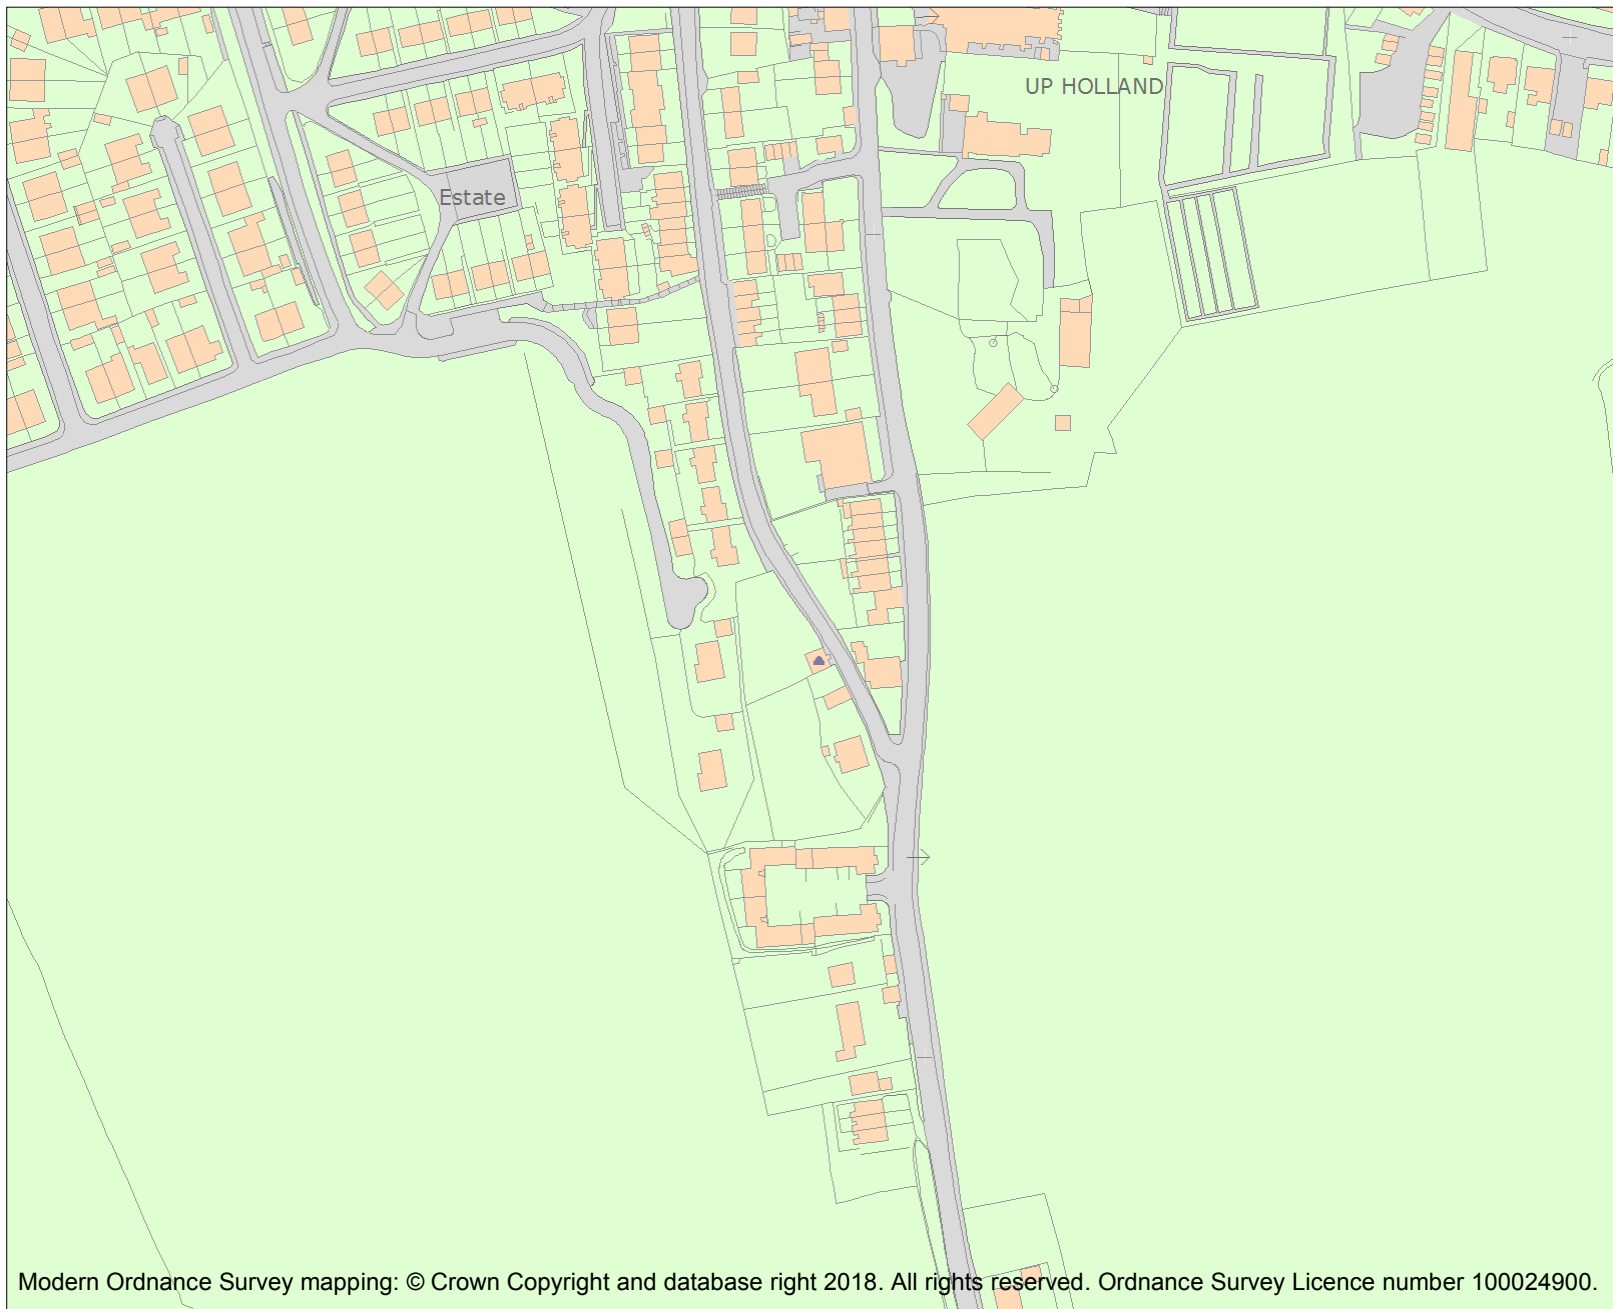 UP HOLLAND
Estate
Modern Ordnance Survey mapping: © Crown Copyright and database right 2018. All rights reserved. Ordnance Survey Licence number 100024900.